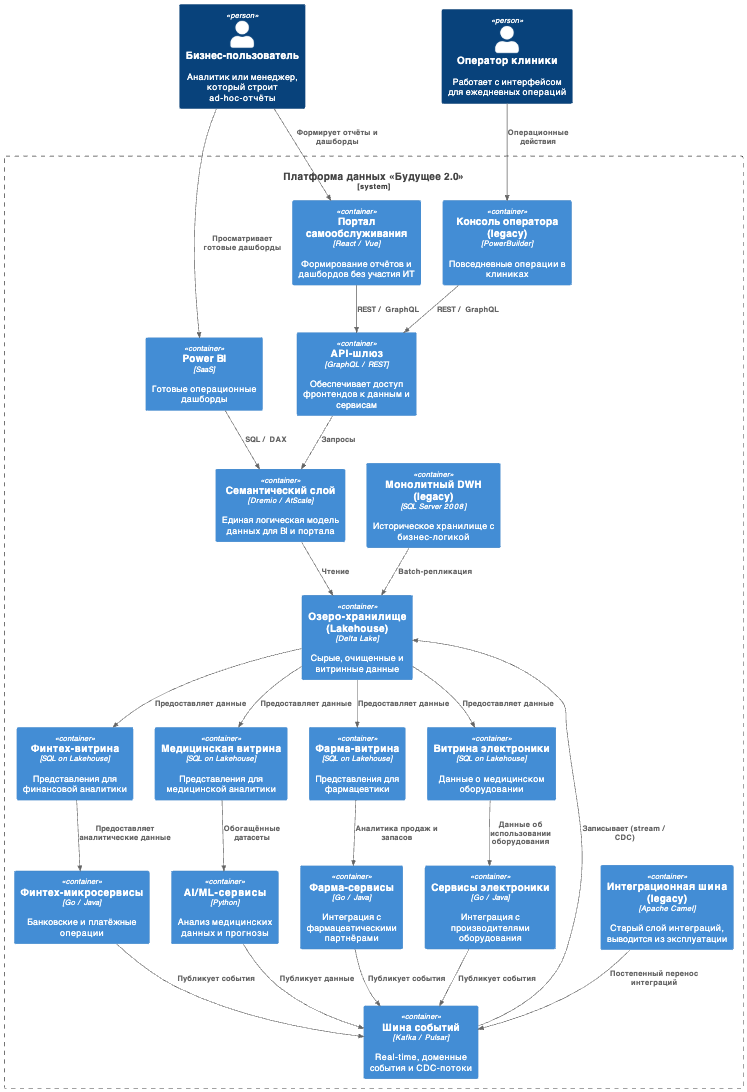 «person»
Бизнес-пользователь
Аналитик или менеджер,
который строит
ad-hoc-отчёты
«person»
Оператор клиники
Работает с интерфейсом
для ежедневных операций
Формирует отчёты и
дашборды
Операционные
действия
Платформа данных «Будущее 2.0»
[system]
Просматривает
готовые дашборды
«container»
Портал
самообслуживания
[React / Vue]
Формирование отчётов и
дашбордов без участия ИТ
«container»
Консоль оператора
(legacy)
[PowerBuilder]
Повседневные операции в
клиниках
REST / GraphQL
REST / GraphQL
«container»
Power BI
[SaaS]
Готовые операционные
дашборды
«container»
API-шлюз
[GraphQL / REST]
Обеспечивает доступ
фронтендов к данным и
сервисам
SQL / DAX
Запросы
«container»
Семантический слой
[Dremio / AtScale]
Единая логическая модель
данных для BI и портала
«container»
Монолитный DWH
(legacy)
[SQL Server 2008]
Историческое хранилище с
бизнес-логикой
Чтение
Batch-репликация
«container»
Озеро-хранилище
(Lakehouse)
[Delta Lake]
Сырые, очищенные и
витринные данные
Предоставляет данные
Предоставляет данные
Предоставляет данные
Предоставляет данные
«container»
Финтех-витрина
[SQL on Lakehouse]
Представления для
финансовой аналитики
«container»
Медицинская витрина
[SQL on Lakehouse]
Представления для
медицинской аналитики
«container»
Фарма-витрина
[SQL on Lakehouse]
Представления для
фармацевтики
«container»
Витрина электроники
[SQL on Lakehouse]
Данные о медицинском
оборудовании
Предоставляет
аналитические данные
Обогащённые
датасеты
Аналитика продаж и
запасов
Данные об
использовании
оборудования
Записывает (stream /
CDC)
«container»
Финтех-микросервисы
[Go / Java]
Банковские и платёжные
операции
«container»
AI/ML-сервисы
[Python]
Анализ медицинских
данных и прогнозы
«container»
Фарма-сервисы
[Go / Java]
Интеграция с
фармацевтическими
партнёрами
«container»
Сервисы электроники
[Go / Java]
Интеграция с
производителями
оборудования
«container»
Интеграционная шина
(legacy)
[Apache Camel]
Старый слой интеграций,
выводится из эксплуатации
Публикует события
Публикует данные
Публикует события
Публикует события
Постепенный перенос
интеграций
«container»
Шина событий
[Kafka / Pulsar]
Real-time, доменные
события и CDC-потоки